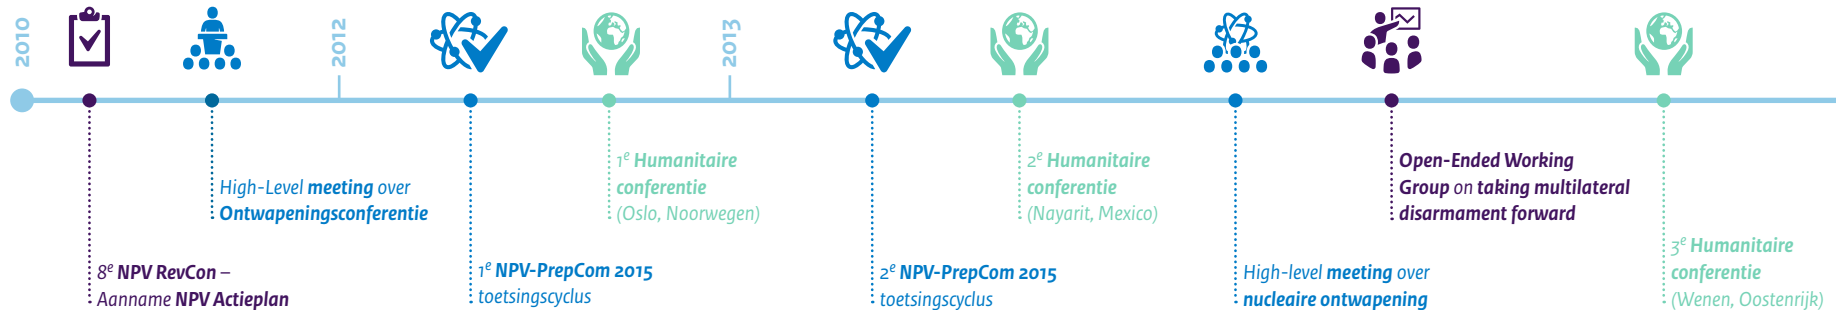 2010
8e NPV RevCon –
Aanname NPV Actieplan
High-Level meeting over
Ontwapeningsconferentie
2012
1e NPV-PrepCom 2015
toetsingscyclus
1e Humanitaire
conferentie
(Oslo, Noorwegen)
2013
2e NPV-PrepCom 2015
toetsingscyclus
2e Humanitaire
conferentie
(Nayarit, Mexico)
High-level meeting over
nucleaire ontwapening
Open-Ended Working
Group on taking multilateral
disarmament forward
3e Humanitaire
conferentie
(Wenen, Oostenrijk)